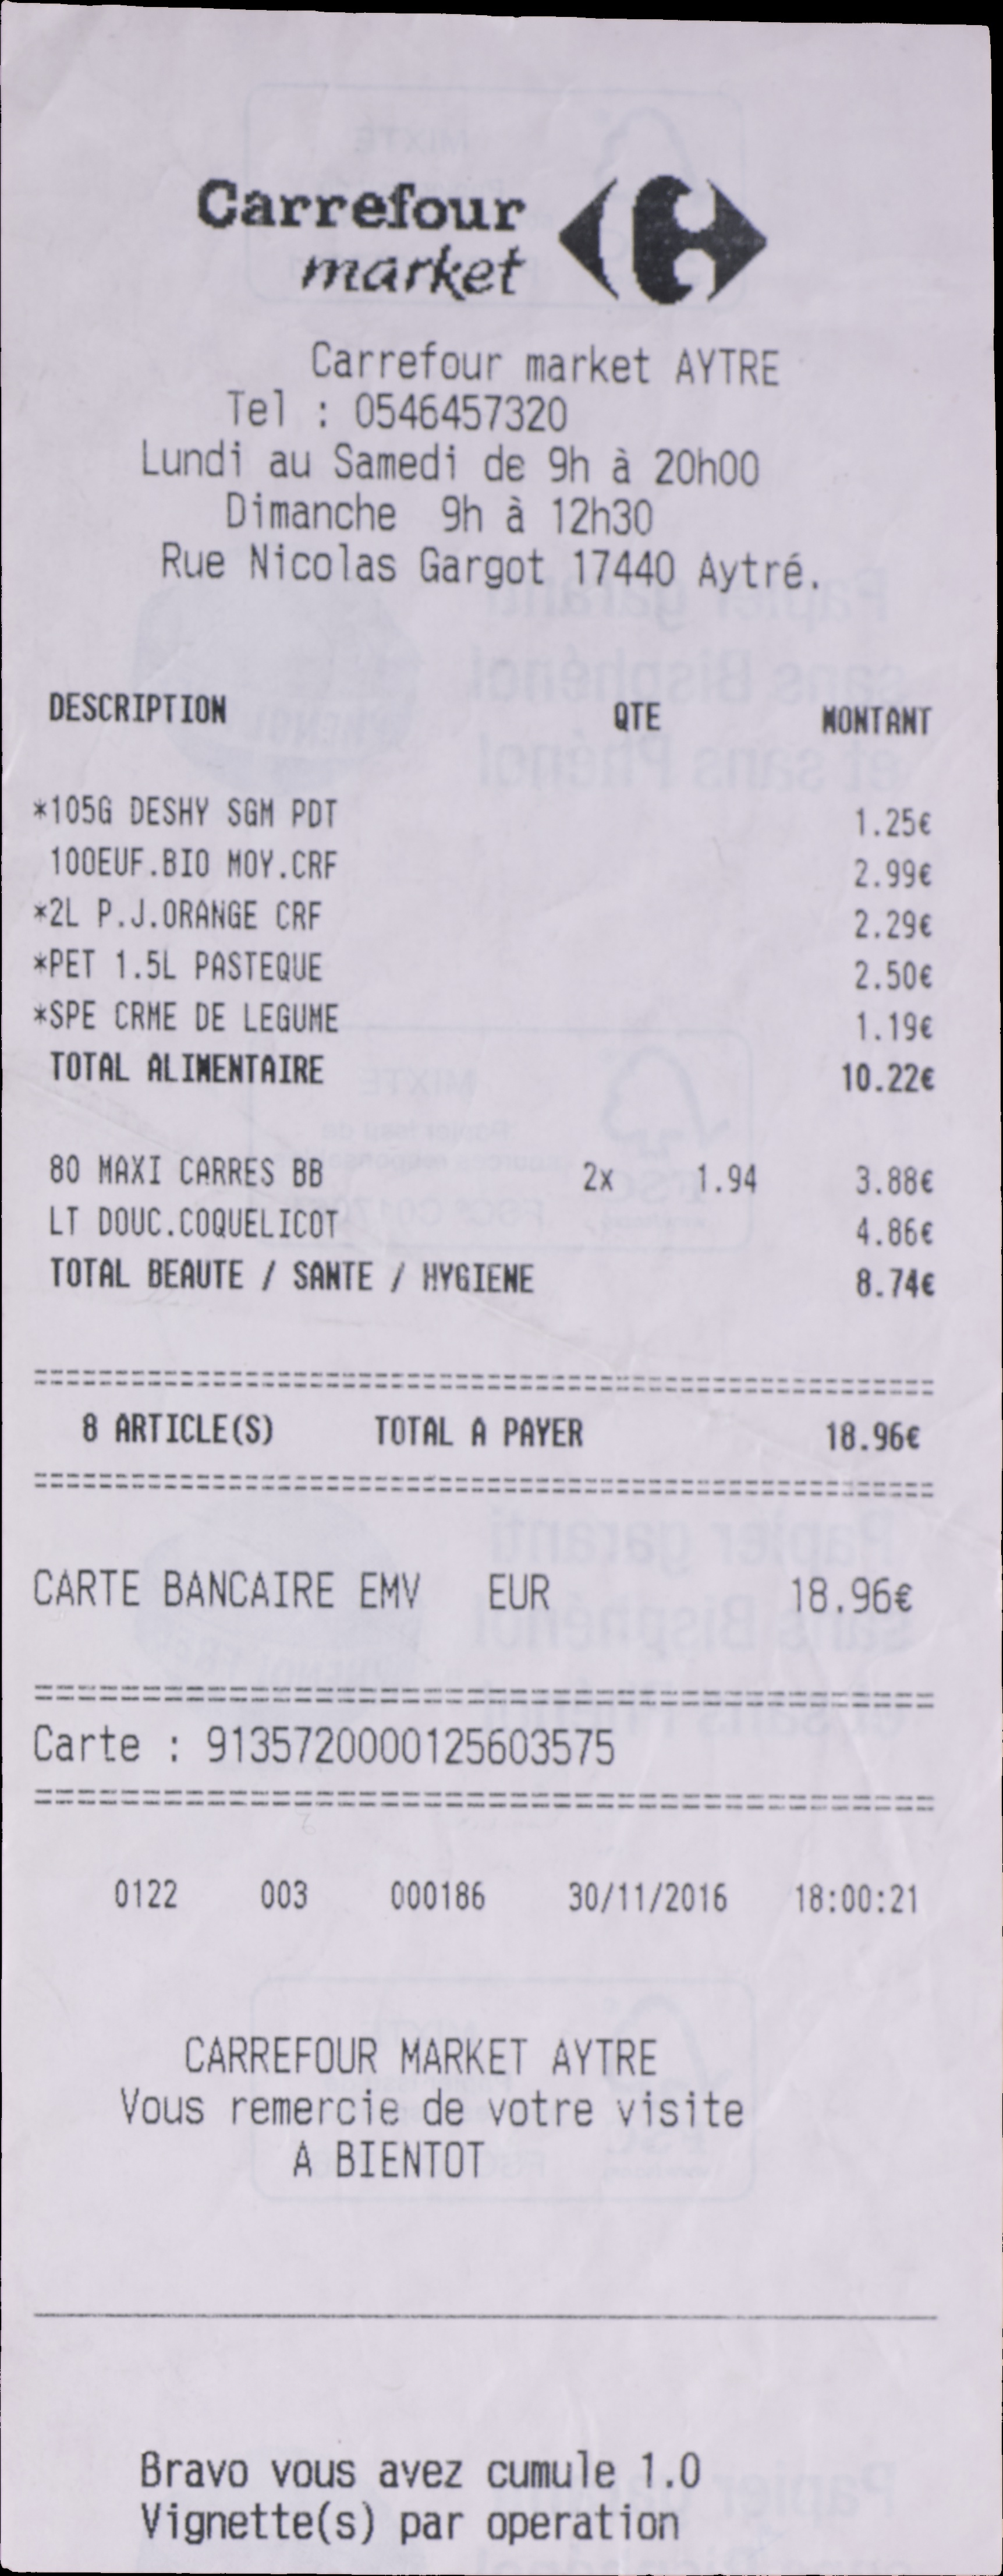 Carrefour
market
Carrefour market AYTRE
Tel : 0546457320
Lundi au Samedi de 9h à 20h00
Dimanche 9h à 12h30
Rue Nicolas Gargot 17440 Aytré.
DESCRIPTION QTE MONTANT
*105G DESHY SGM PDT 1.25€
10OEUF.BIO MOY.CRF 2.99€
*2L P.J.ORANGE CRF 2.29€
*PET 1.5L PASTEQUE 2.50€
*SPE CRME DE LEGUME 1.19€
TOTAL ALIMENTAIRE 10.22€
80 MAXI CARRES BB 2x 1.94 3.88€
LT DOUC.COQUELICOT 4.86€
TOTAL BEAUTE / SANTE / HYGIENE 8.74€
8 ARTICLE(S) TOTAL A PAYER 18.96€
CARTE BANCAIRE EMV EUR 18.96€
Carte : 9135720000125603575
0122 003 000186 30/11/2016 18:00:21
CARREFOUR MARKET AYTRE
Vous remercie de votre visite
A BIENTOT
Bravo vous avez cumule 1.0
Vignette(s) par operation